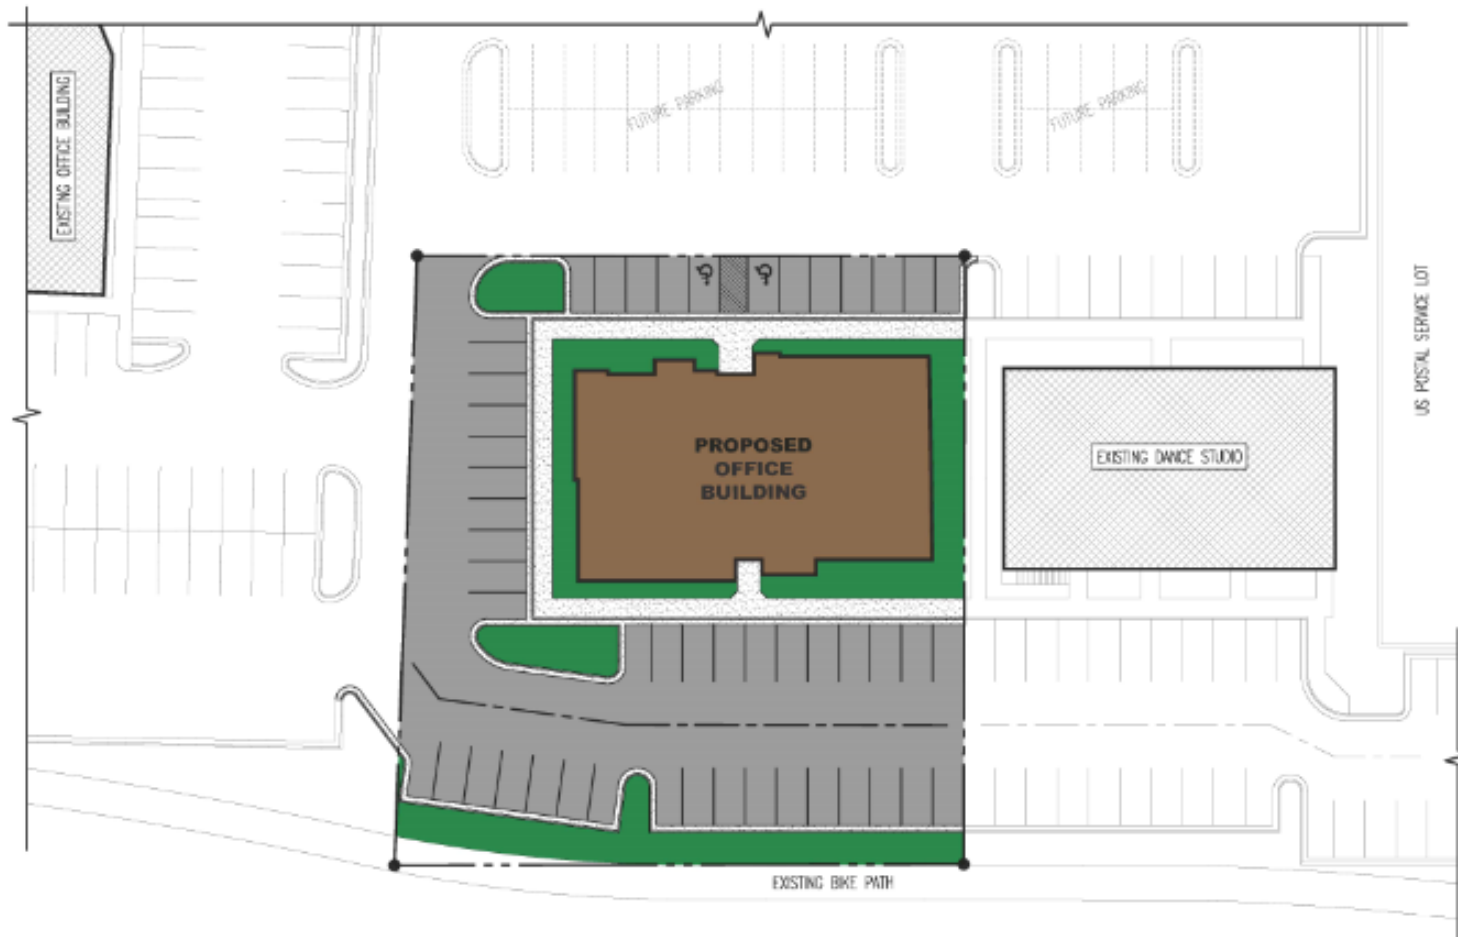 FUTURE PARKING
FUTURE PARKING
EXISTING OFFICE BUILDING
US POSTAL SERVICE LOT
PROPOSED
OFFICE
BUILDING
EXISTING DANCE STUDIO
EXISTING BIKE PATH